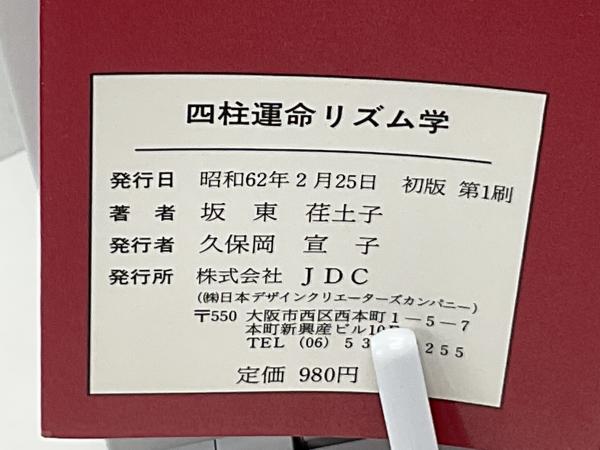 四柱運命リズム学
発行日 昭和62年2月25日 初版 第1刷
著者 坂東 荏土子
発行者 久保岡 宣子
発行所 株式会社 JDC
(㈱日本デザインクリエーターズカンパニー)
〒550 大阪市西区西本町1―5―7
本町新興産ビル10
TEL (06) 53 255
定価 980円